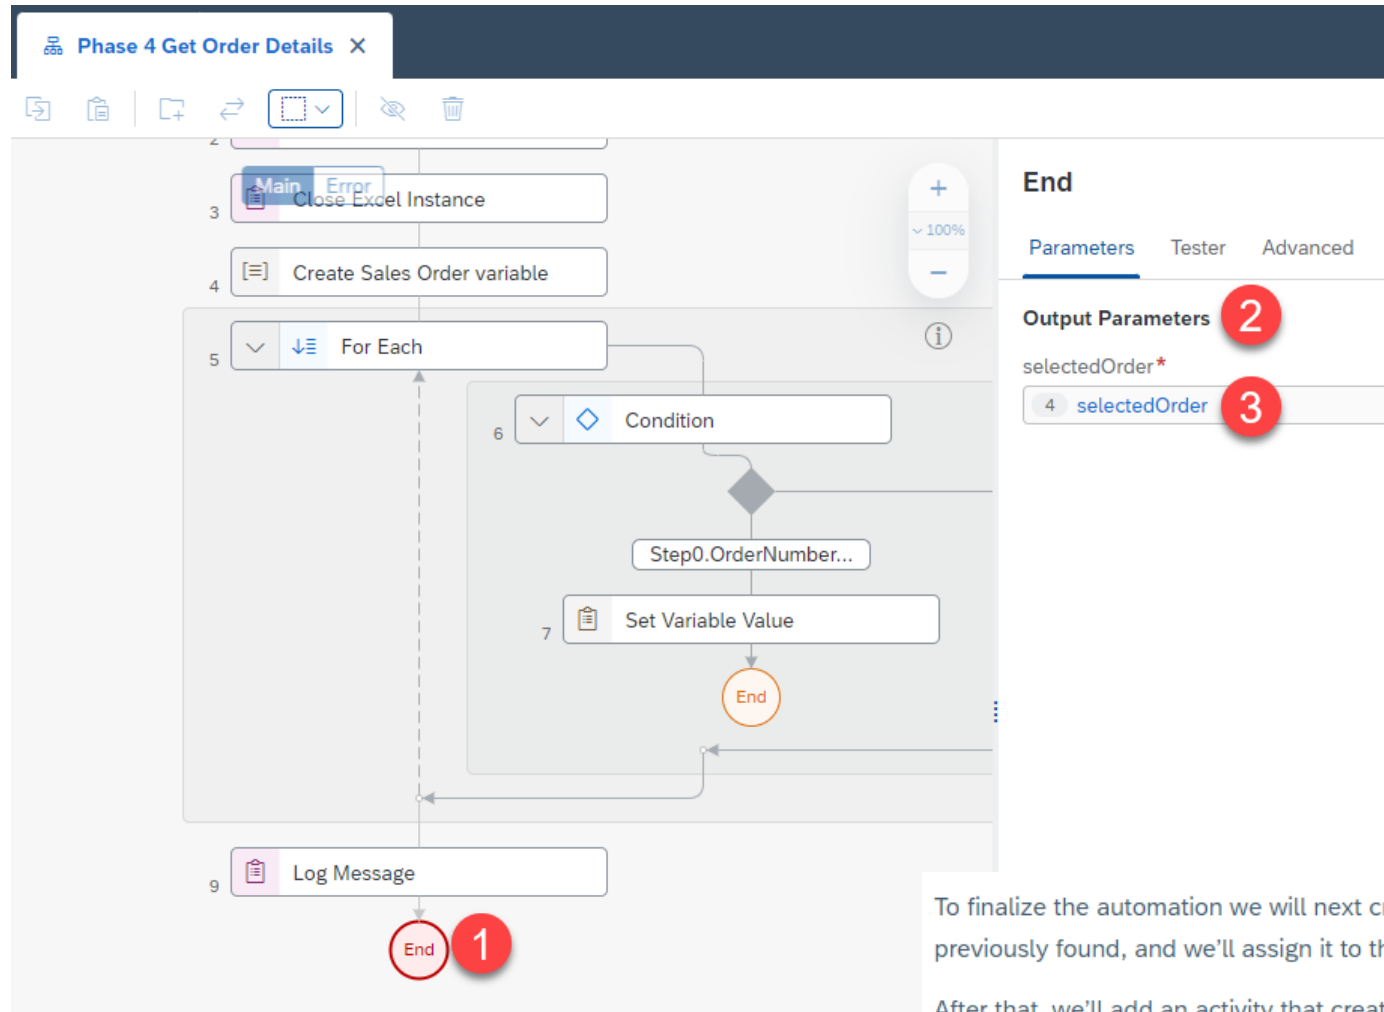 Phase 4 Get Order Details
2
Main Error
3 Close Excel Instance
4 Create Sales Order variable
5 For Each
6 Condition
Step0.OrderNumber...
7 Set Variable Value
End
9 Log Message
End 1
100%
End
Parameters Tester Advanced
Output Parameters 2
selectedOrder*
4 selectedOrder 3
To finalize the automation we will next
previously found, and we'll assign it to
After that, we'll add an activity that